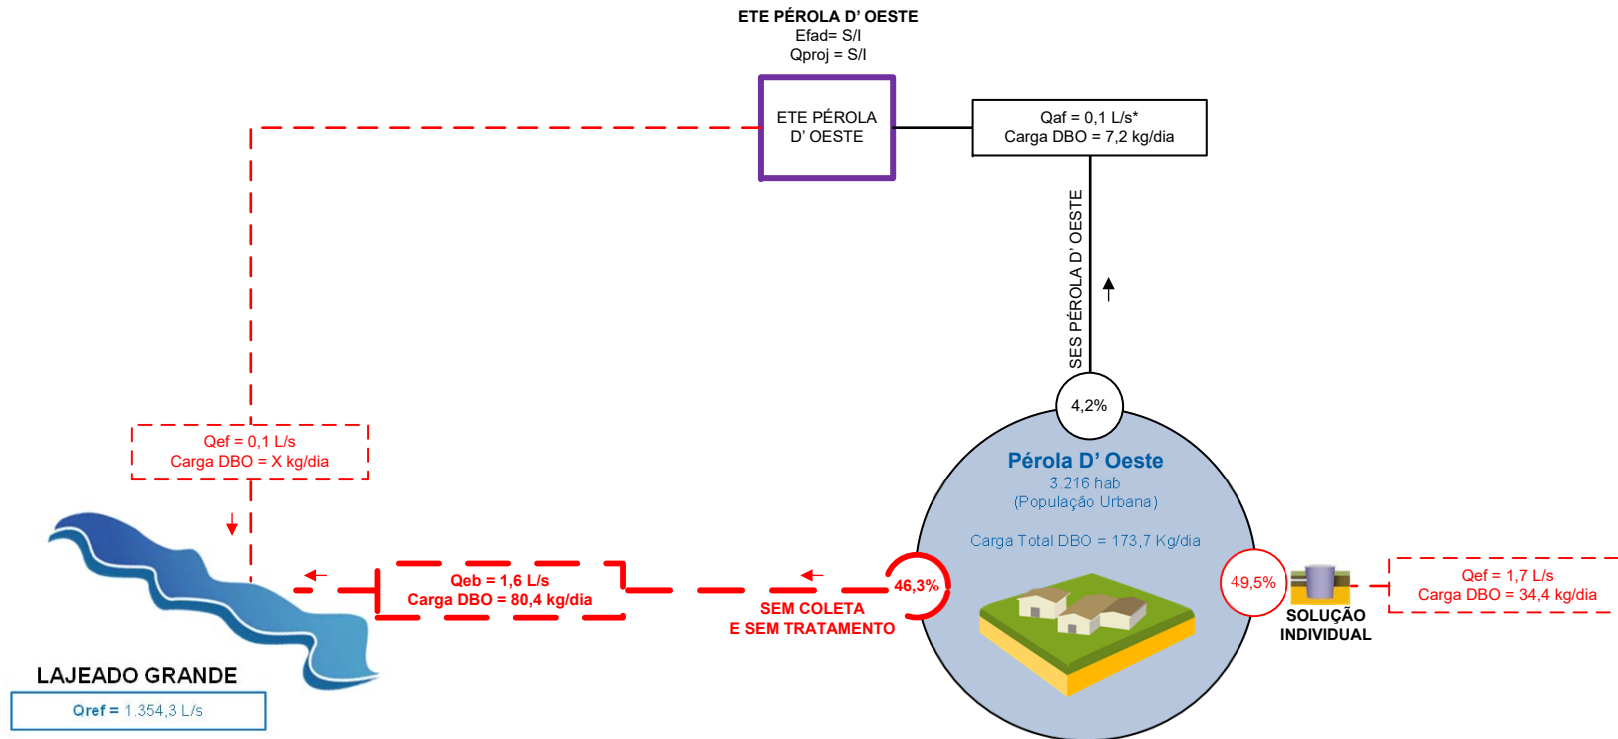 ETE PÉROLA D' OESTE
Efad= S/I
Qproj = S/I
ETE PÉROLA
D' OESTE
Qaf = 0,1 L/s*
Carga DBO = 7,2 kg/dia
SES PÉROLA D' OESTE
4,2%
Qef = 0,1 L/s
Carga DBO = X kg/dia
Pérola D' Oeste
3.216 hab
(População Urbana)
Carga Total DBO = 173,7 Kg/dia
Qeb = 1,6 L/s
Carga DBO = 80,4 kg/dia
46,3%
SEM COLETA
E SEM TRATAMENTO
49,5%
SOLUÇÃO
INDIVIDUAL
Qef = 1,7 L/s
Carga DBO = 34,4 kg/dia
LAJEADO GRANDE
Qref = 1.354,3 L/s